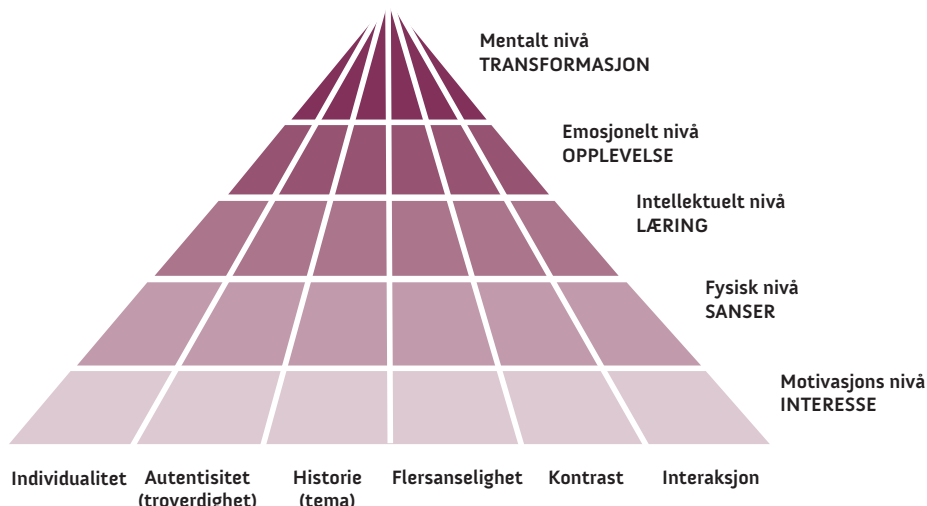 Mentalt nivå
TRANSFORMASJON
Emosjonelt nivå
OPPLEVELSE
Intellektuelt nivå
LÆRING
Fysisk nivå
SANSER
Motivasjons nivå
INTERESSE
Individualitet
Autentisitet
(troverdighet)
Historie
(tema)
Flersanselighet
Kontrast
Interaksjon